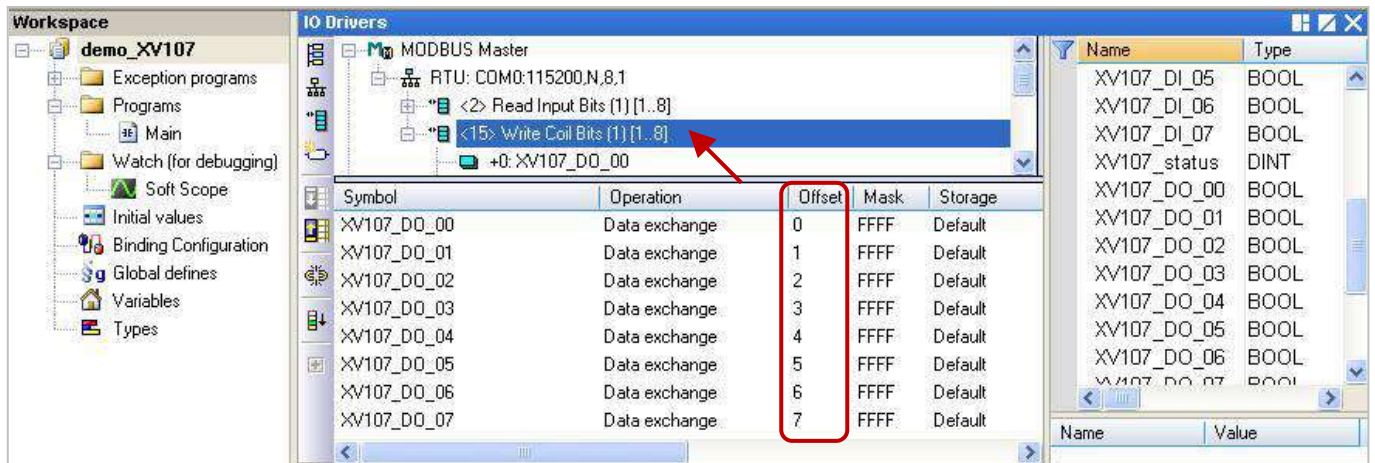 Workspace
demo_XV107
Exception programs
Programs
Main
Watch (for debugging)
Soft Scope
Initial values
Binding Configuration
Global defines
Variables
Types
IO Drivers
MODBUS Master
RTU: COM0:115200,N,8,1
<2> Read Input Bits (1) [1..8]
<15> Write Coil Bits (1) [1..8]
+0: XV107_DO_00
Symbol Operation Offset Mask Storage
XV107_DO_00 Data exchange 0 FFFF Default
XV107_DO_01 Data exchange 1 FFFF Default
XV107_DO_02 Data exchange 2 FFFF Default
XV107_DO_03 Data exchange 3 FFFF Default
XV107_DO_04 Data exchange 4 FFFF Default
XV107_DO_05 Data exchange 5 FFFF Default
XV107_DO_06 Data exchange 6 FFFF Default
XV107_DO_07 Data exchange 7 FFFF Default
Name Type
XV107_DI_05 BOOL
XV107_DI_06 BOOL
XV107_DI_07 BOOL
XV107_status DINT
XV107_DO_00 BOOL
XV107_DO_01 BOOL
XV107_DO_02 BOOL
XV107_DO_03 BOOL
XV107_DO_04 BOOL
XV107_DO_05 BOOL
XV107_DO_06 BOOL
XV107_DO_07 BOOL
Name Value